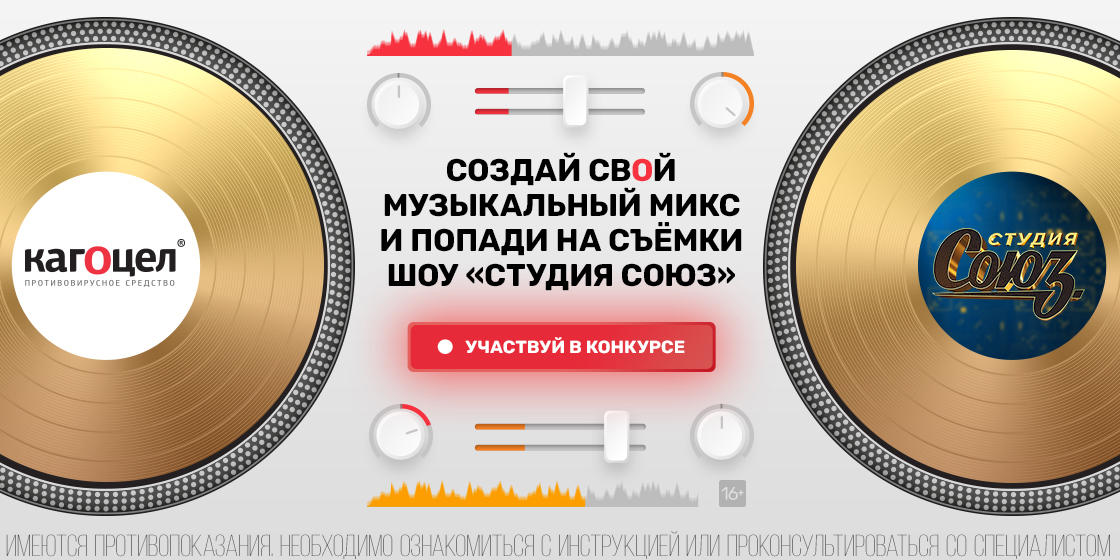 СОЗДАЙ СВОЙ
МУЗЫКАЛЬНЫЙ МИКС
И ПОПАДИ НА СЪЁМКИ
ШОУ «СТУДИЯ СОЮЗ»
кагоцел®
ПРОТИВОВИРУСНОЕ СРЕДСТВО
СТУДИЯ
Союз
УЧАСТВУЙ В КОНКУРСЕ
16+
ИМЕЮТСЯ ПРОТИВОПОКАЗАНИЯ. НЕОБХОДИМО ОЗНАКОМИТЬСЯ С ИНСТРУКЦИЕЙ ИЛИ ПРОКОНСУЛЬТИРОВАТЬСЯ СО СПЕЦИАЛИСТОМ